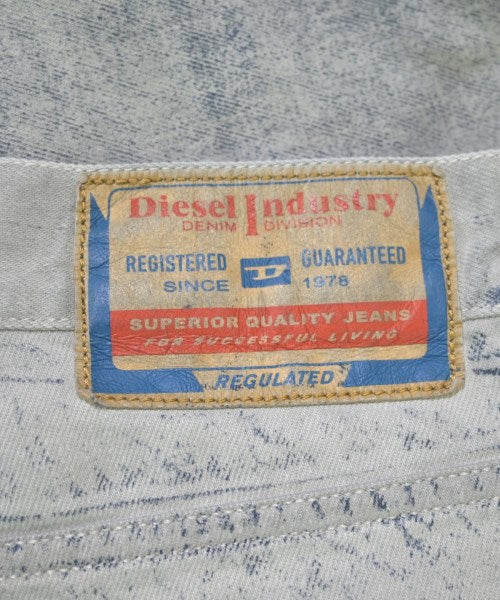 Diesel Industry
DENIM DIVISION
REGISTERED D GUARANTEED
SINCE 1978
SUPERIOR QUALITY JEANS
FOR SUCCESSFUL LIVING
REGULATED